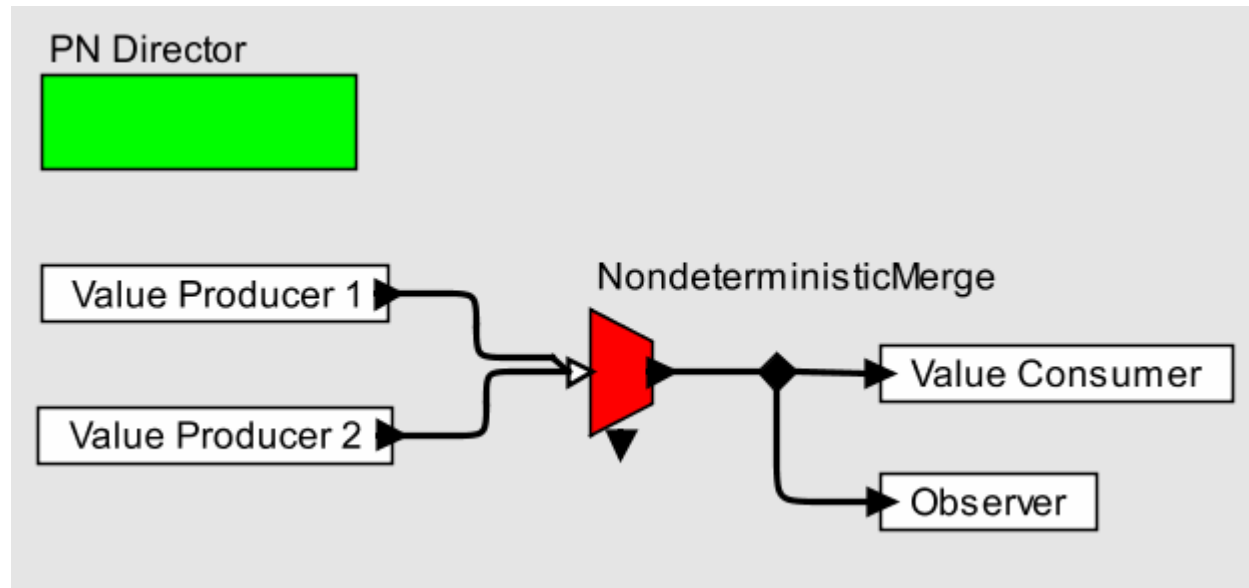 PN Director
Value Producer 1
NondeterministicMerge
Value Consumer
Value Producer 2
Observer